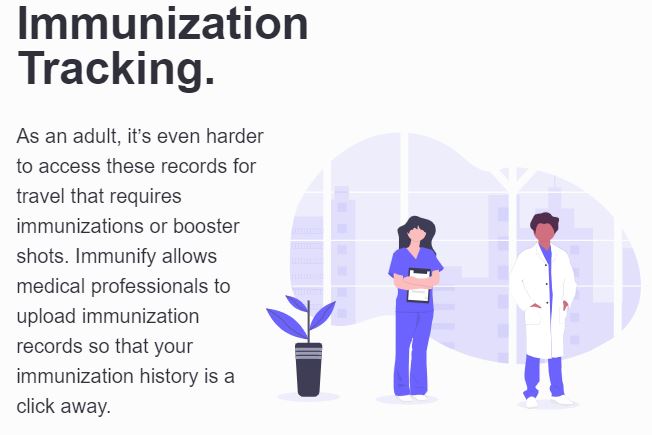 Immunization
Tracking.
As an adult, it’s even harder
to access these records for
travel that requires
immunizations or booster
shots. Immunify allows
medical professionals to
upload immunization
records so that your
immunization history is a
click away.